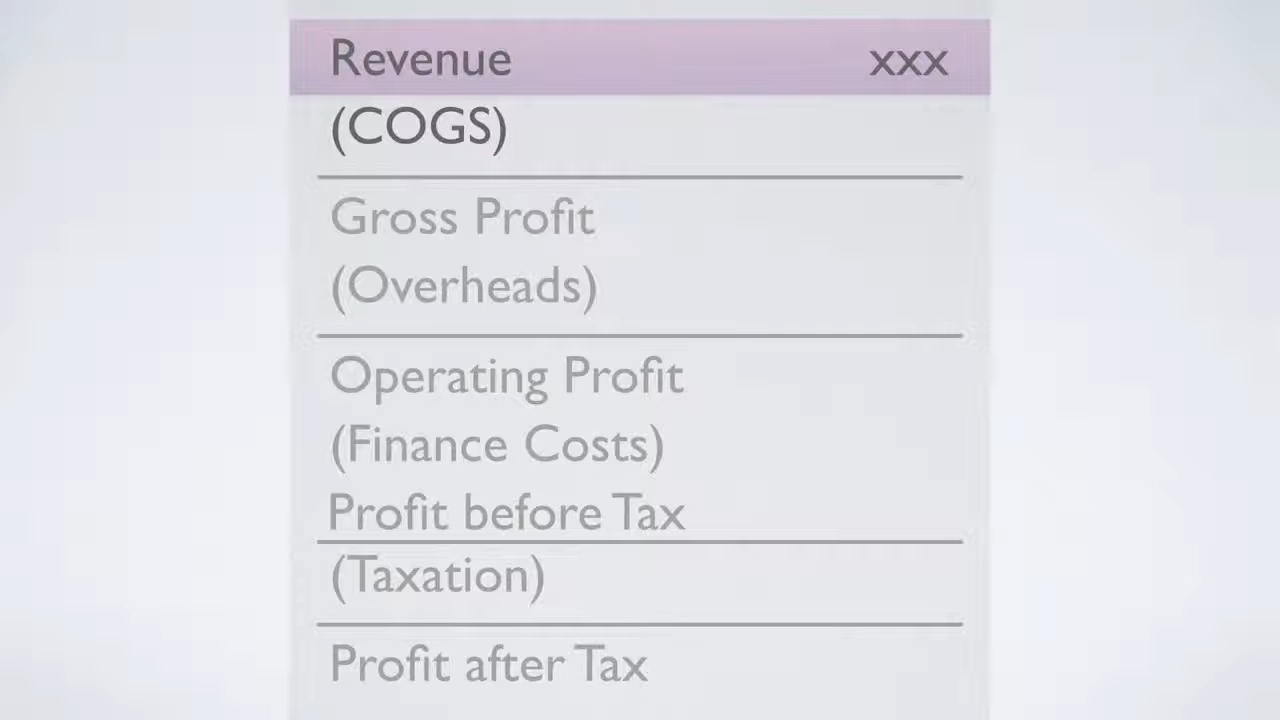 Revenue xxx
(COGS)
Gross Profit
(Overheads)
Operating Profit
(Finance Costs)
Profit before Tax
(Taxation)
Profit after Tax